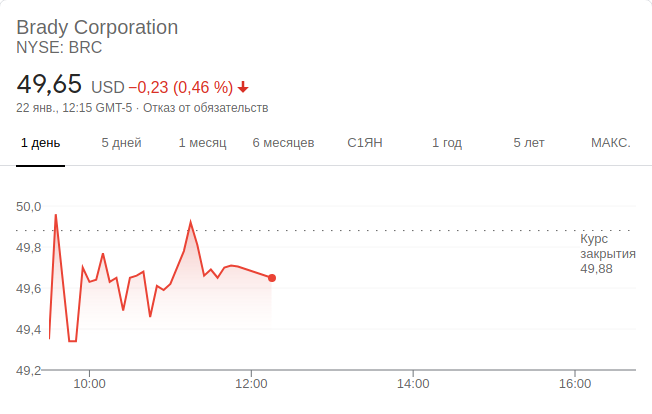 Brady Corporation
NYSE: BRC
49,65 USD −0,23 (0,46 %)
22 янв., 12:15 GMT-5 · Отказ от обязательств
1 день 5 дней 1 месяц 6 месяцев С1ЯН 1 год 5 лет МАКС.
50,0
49,8
49,6
49,4
49,2
Курс
закрытия
49,88
10:00 12:00 14:00 16:00